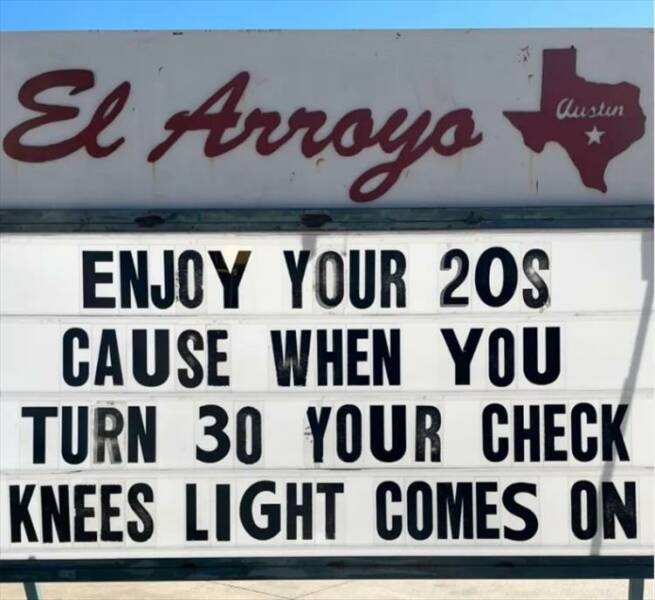 El Arroyo
Austin
ENJOY YOUR 20S
CAUSE WHEN YOU
TURN 30 YOUR CHECK
KNEES LIGHT COMES ON